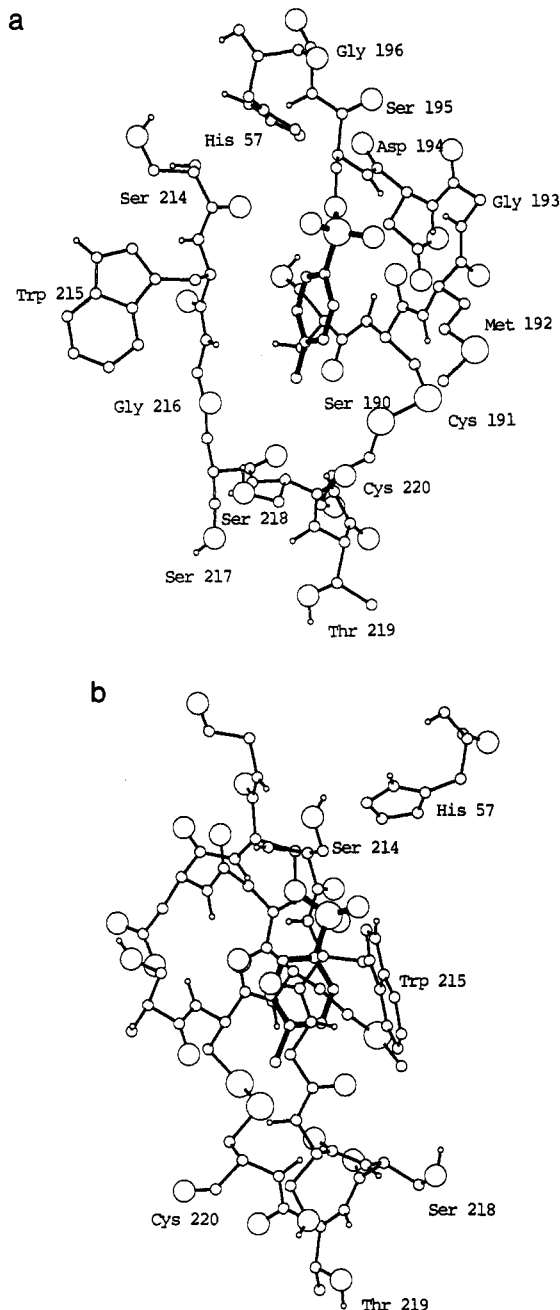 a
Gly 196
Ser 195
His 57
Asp 194
Ser 214
Gly 193
Trp 215
Met 192
Gly 216
Ser 190
Cys 191
Cys 220
Ser 218
Ser 217
Thr 219
b
His 57
Ser 214
Trp 215
Cys 220
Ser 218
Thr 219